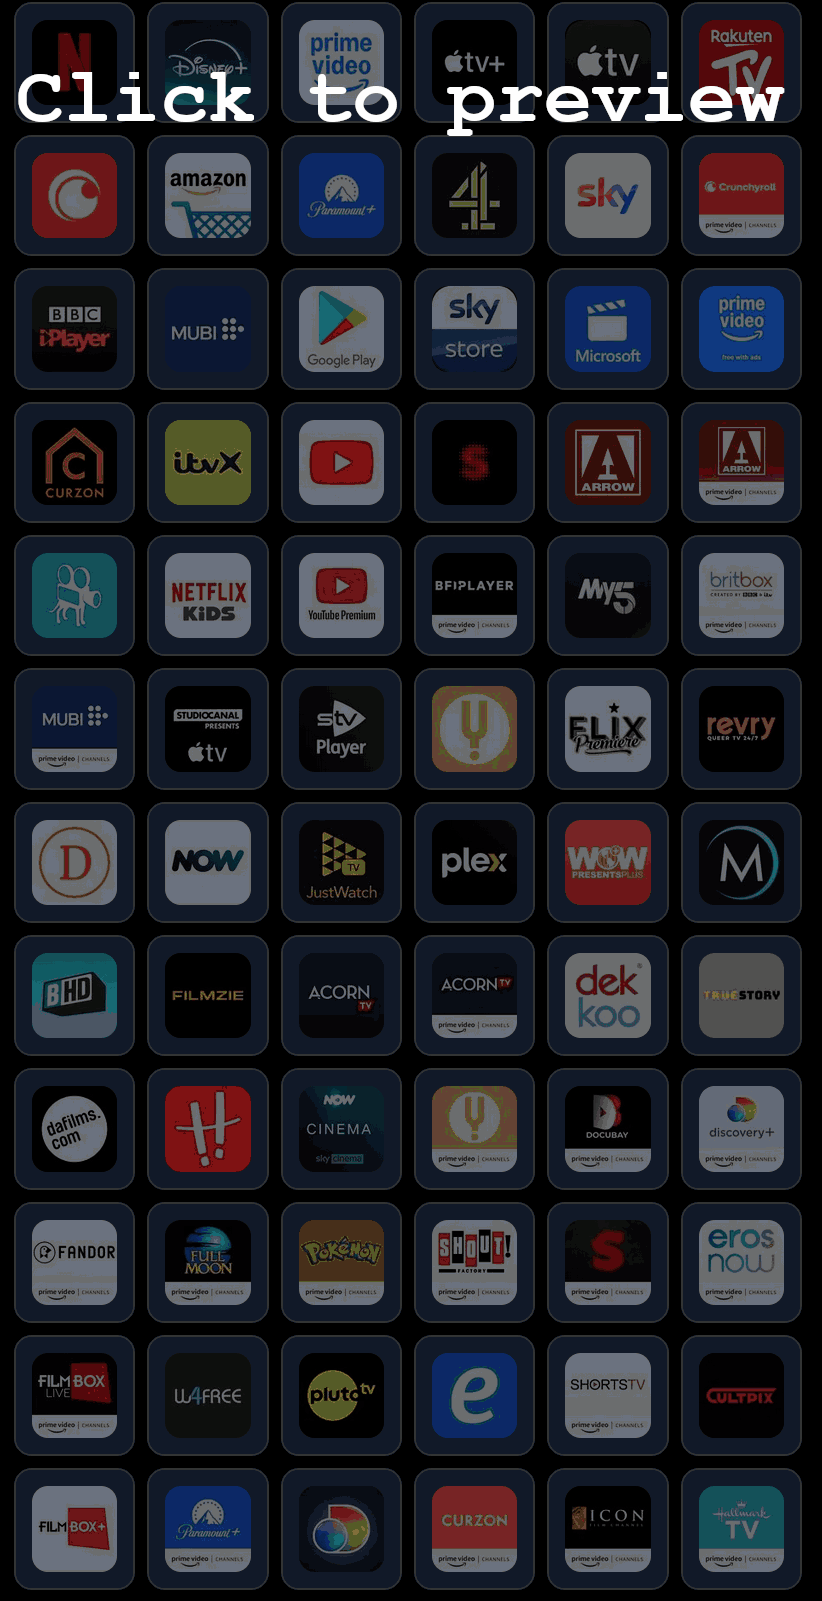 N Disney+ prime video tv+ tv Rakuten TV
Click to preview
amazon Paramount+ 4 sky Crunchyroll prime video | CHANNELS
BBC iPlayer MUBI Google Play sky store Microsoft prime video free with ads
C CURZON itvX S ARROW ARROW prime video | CHANNELS
NETFLIX KiDS YouTube Premium BFI PLAYER prime video | CHANNELS My5 britbox CREATED BY BBC & itv prime video | CHANNELS
MUBI prime video | CHANNELS STUDIOCANAL PRESENTS tv stv Player FLiX Premiere revry QUEER TV 24/7
D NOW JustWatch TV plex WOW PRESENTS PLUS M
BHD FILMZIE ACORN TV ACORN TV prime video | CHANNELS dekkoo TRUE STORY
dafilms.com H NOW CINEMA sky cinema prime video | CHANNELS DOCUBAY prime video | CHANNELS discovery+ prime video | CHANNELS
FANDOR prime video | CHANNELS FULL MOON prime video | CHANNELS POKéMON prime video | CHANNELS SHOUT! FACTORY prime video | CHANNELS S prime video | CHANNELS eros now prime video | CHANNELS
FILMBOX LIVE prime video | CHANNELS W4FREE pluto tv e SHORTSTV prime video | CHANNELS CULTPIX
FILMBOX+ Paramount+ prime video | CHANNELS CURZON prime video | CHANNELS ICON FILM CHANNEL prime video | CHANNELS Hallmark TV prime video | CHANNELS